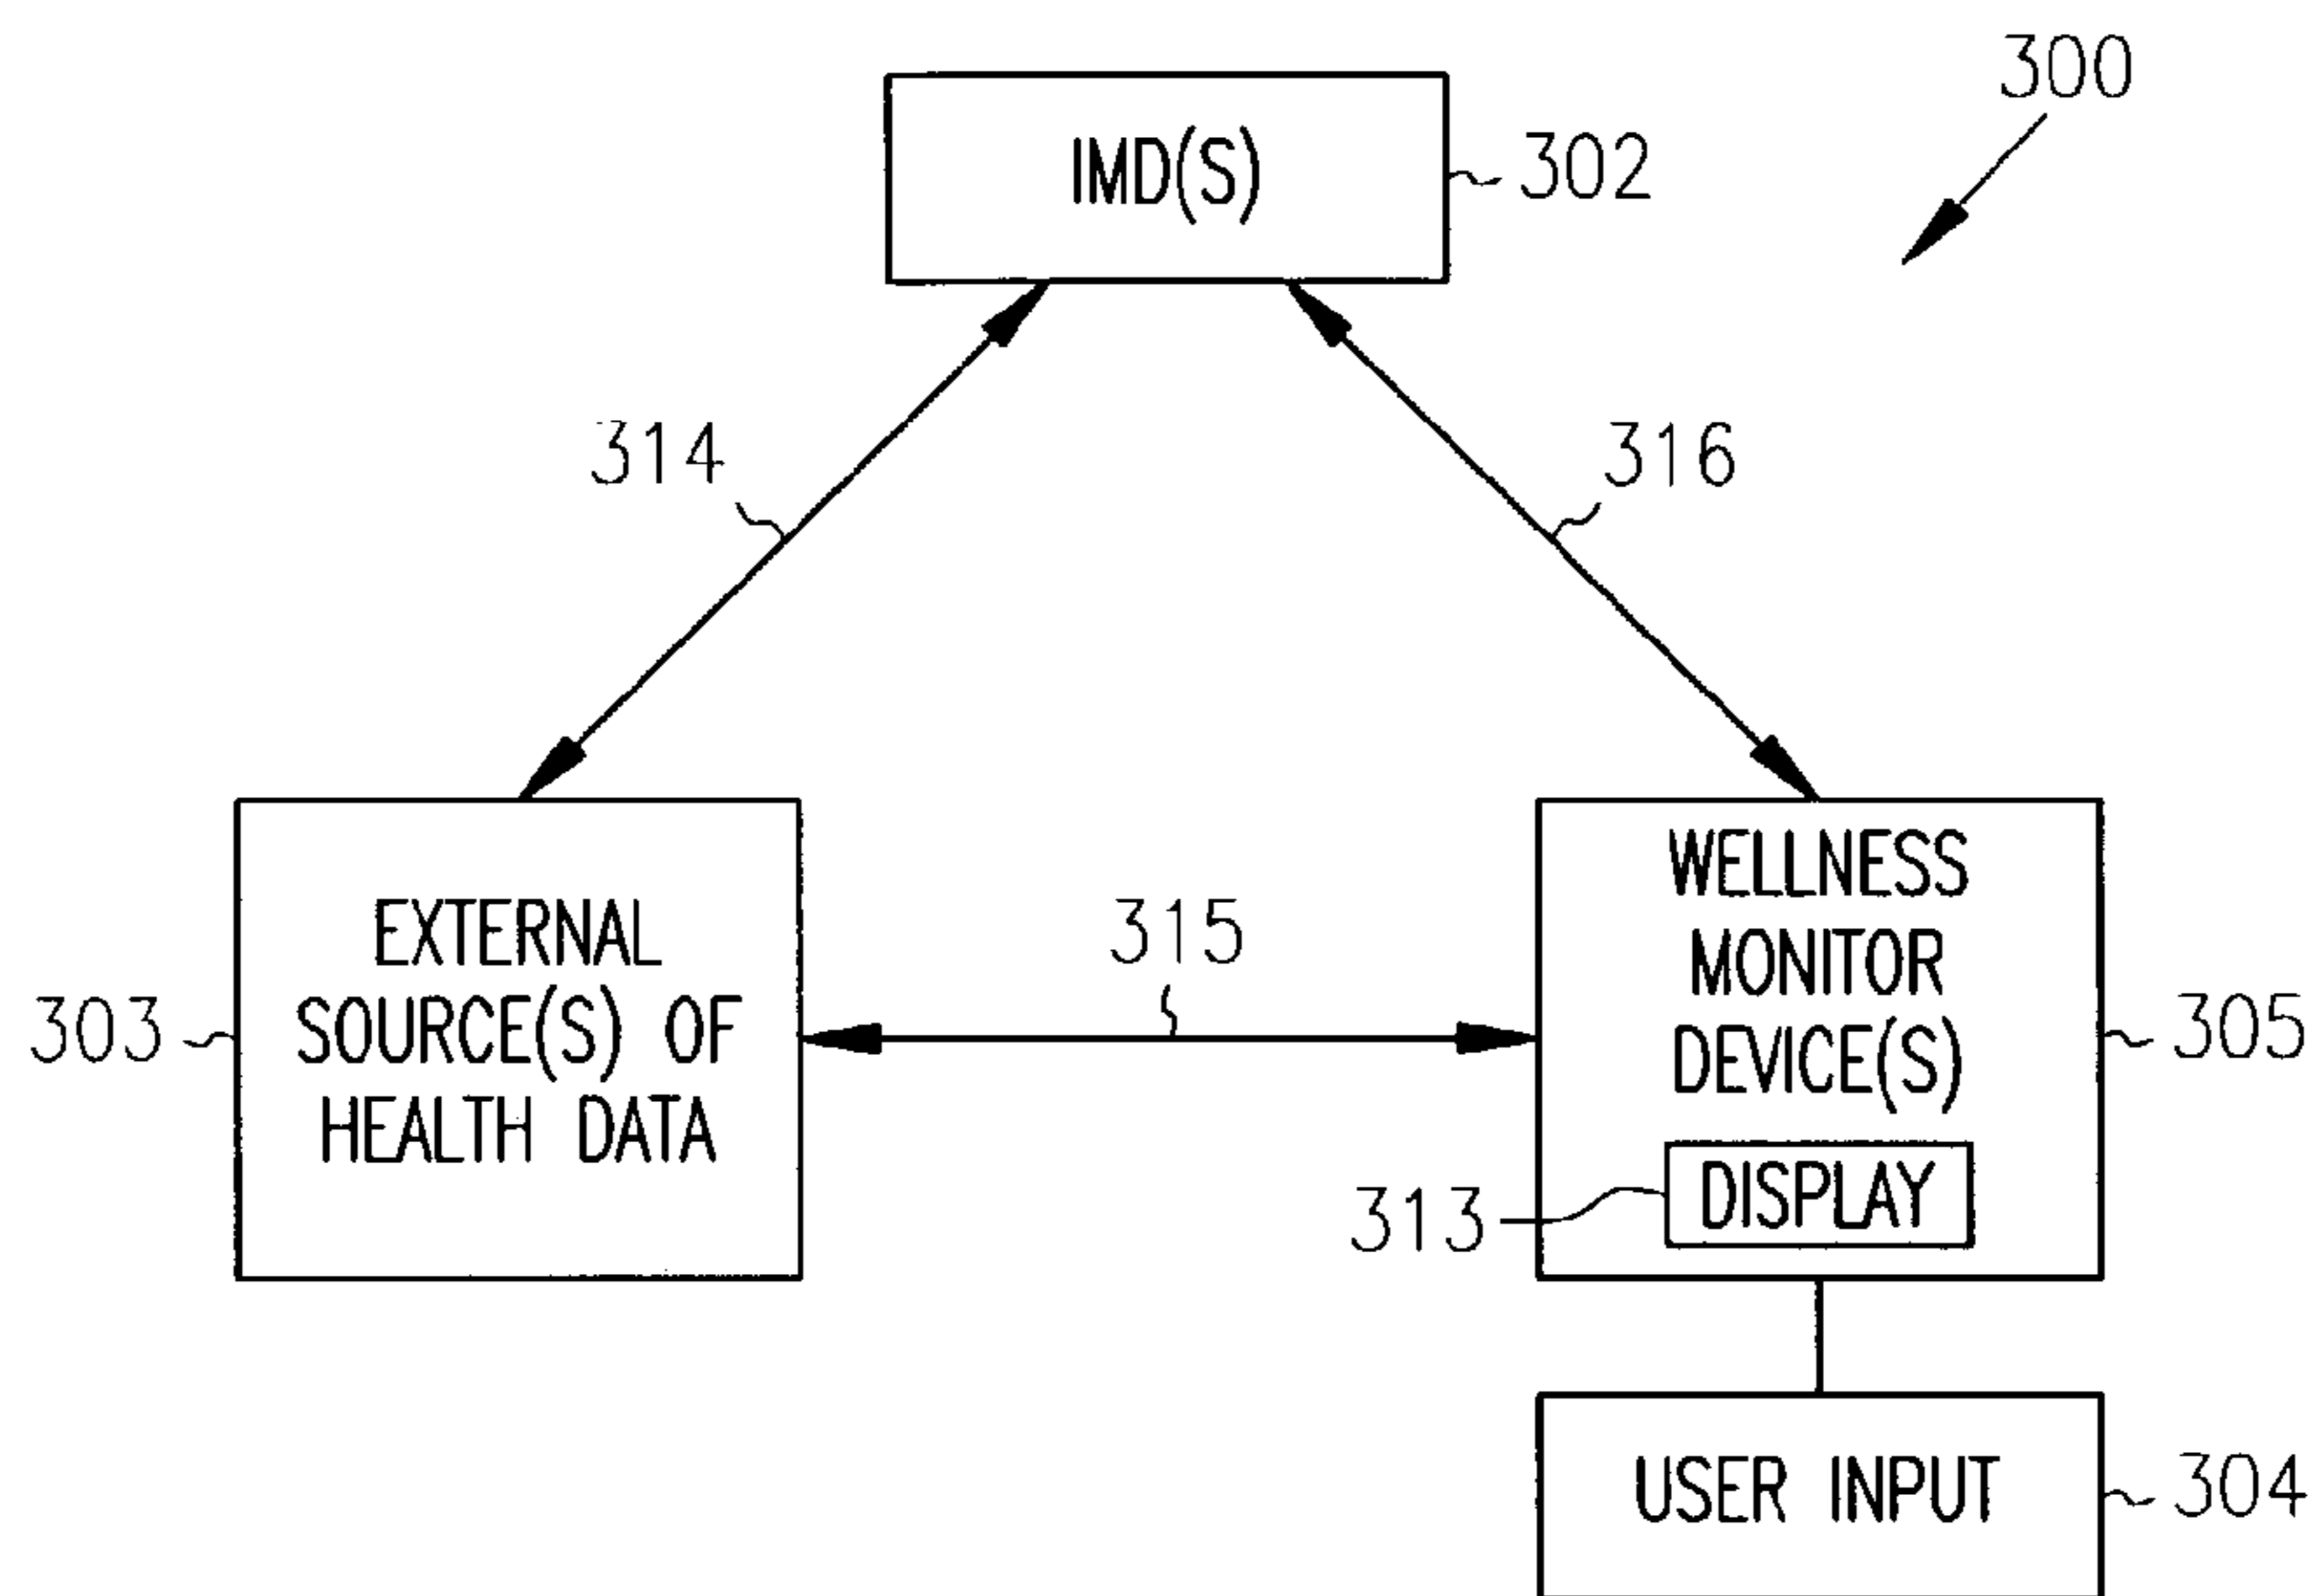 300
IMD(S)
302
314
316
EXTERNAL
SOURCE(S) OF
HEALTH DATA
303
315
WELLNESS
MONITOR
DEVICE(S)
305
DISPLAY
313
USER INPUT
304